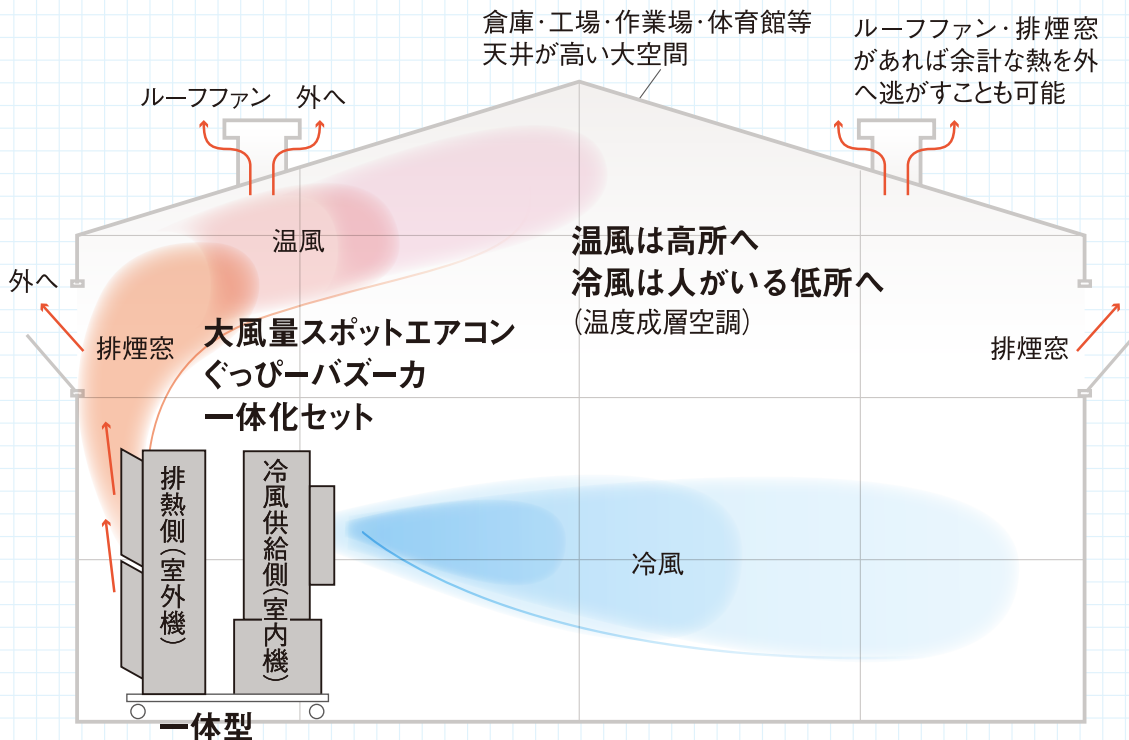 倉庫・工場・作業場・体育館等
天井が高い大空間
ルーフファン・排煙窓
があれば余計な熱を外
へ逃がすことも可能
ルーフファン 外へ
温風
温風は高所へ
冷風は人がいる低所へ
（温度成層空調）
外へ
排煙窓
大風量スポットエアコン
ぐっぴーバズーカ
一体化セット
排煙窓
排熱側（室外機）
冷風供給側（室内機）
冷風
一体型